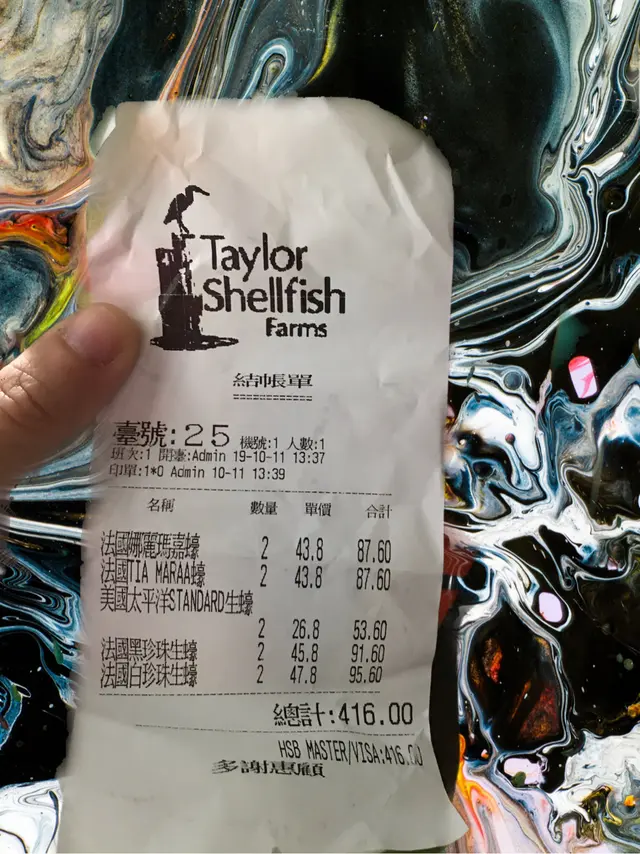 Taylor
Shellfish
Farms
結帳單
============
臺號:25 機號:1 人數:1
班次:1 開臺:Admin 19-10-11 13:37
印單:1*0 Admin 10-11 13:39
名稱 數量 單價 合計
法國娜麗瑪嘉蠔 2 43.8 87.60
法國TIA MARAA蠔 2 43.8 87.60
美國太平洋STANDARD生蠔
2 26.8 53.60
法國黑珍珠生蠔 2 45.8 91.60
法國白珍珠生蠔 2 47.8 95.60
總計:416.00
HSB MASTER/VISA:416.00
多謝惠顧